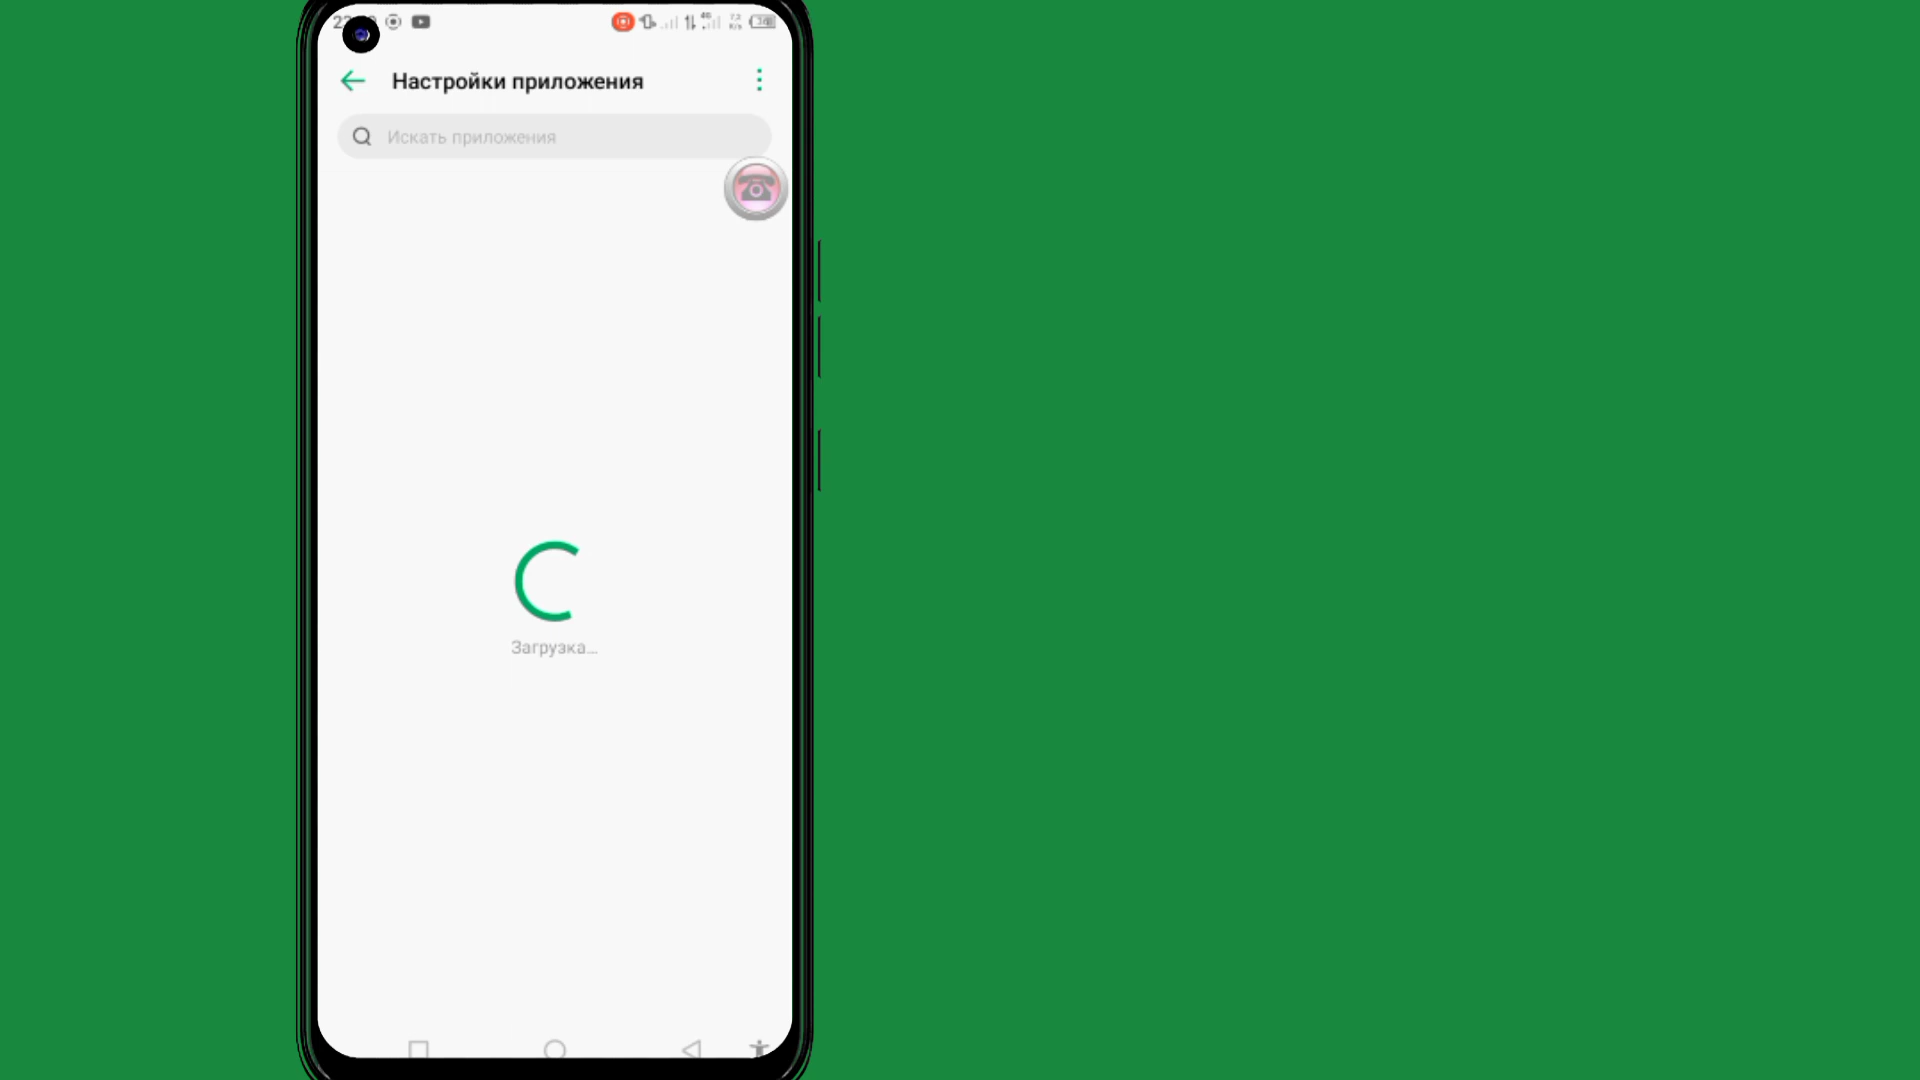 Настройки приложения
Искать приложения
Загрузка...